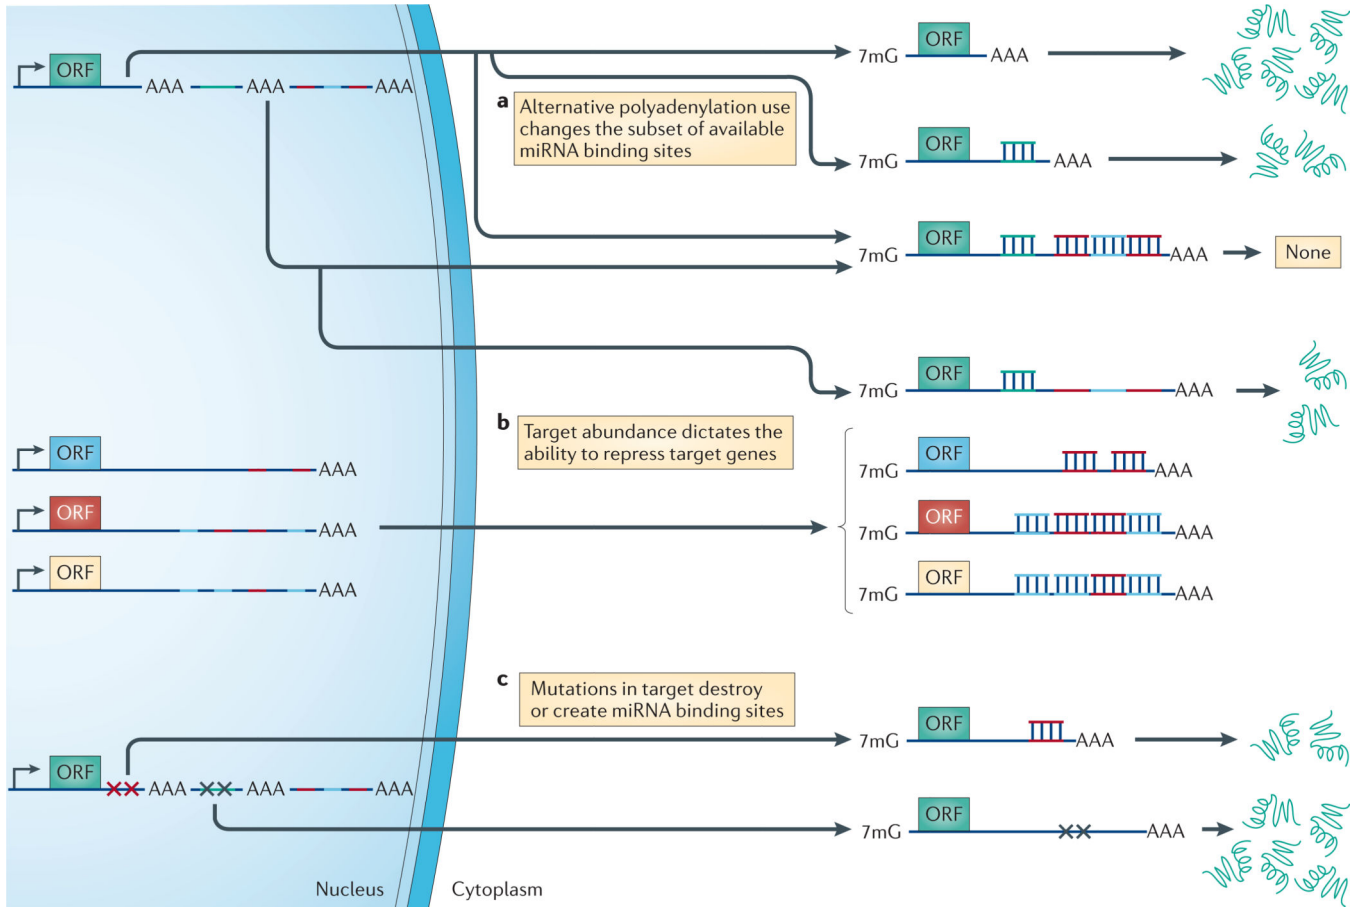 ORF
AAA
AAA
AAA
7mG
ORF
AAA
a
Alternative polyadenylation use
changes the subset of available
miRNA binding sites
7mG
ORF
AAA
7mG
ORF
AAA
None
7mG
ORF
AAA
b
Target abundance dictates the
ability to repress target genes
ORF
AAA
ORF
AAA
ORF
AAA
7mG
ORF
AAA
7mG
ORF
AAA
7mG
ORF
AAA
c
Mutations in target destroy
or create miRNA binding sites
ORF
AAA
AAA
AAA
7mG
ORF
AAA
7mG
ORF
AAA
Nucleus
Cytoplasm